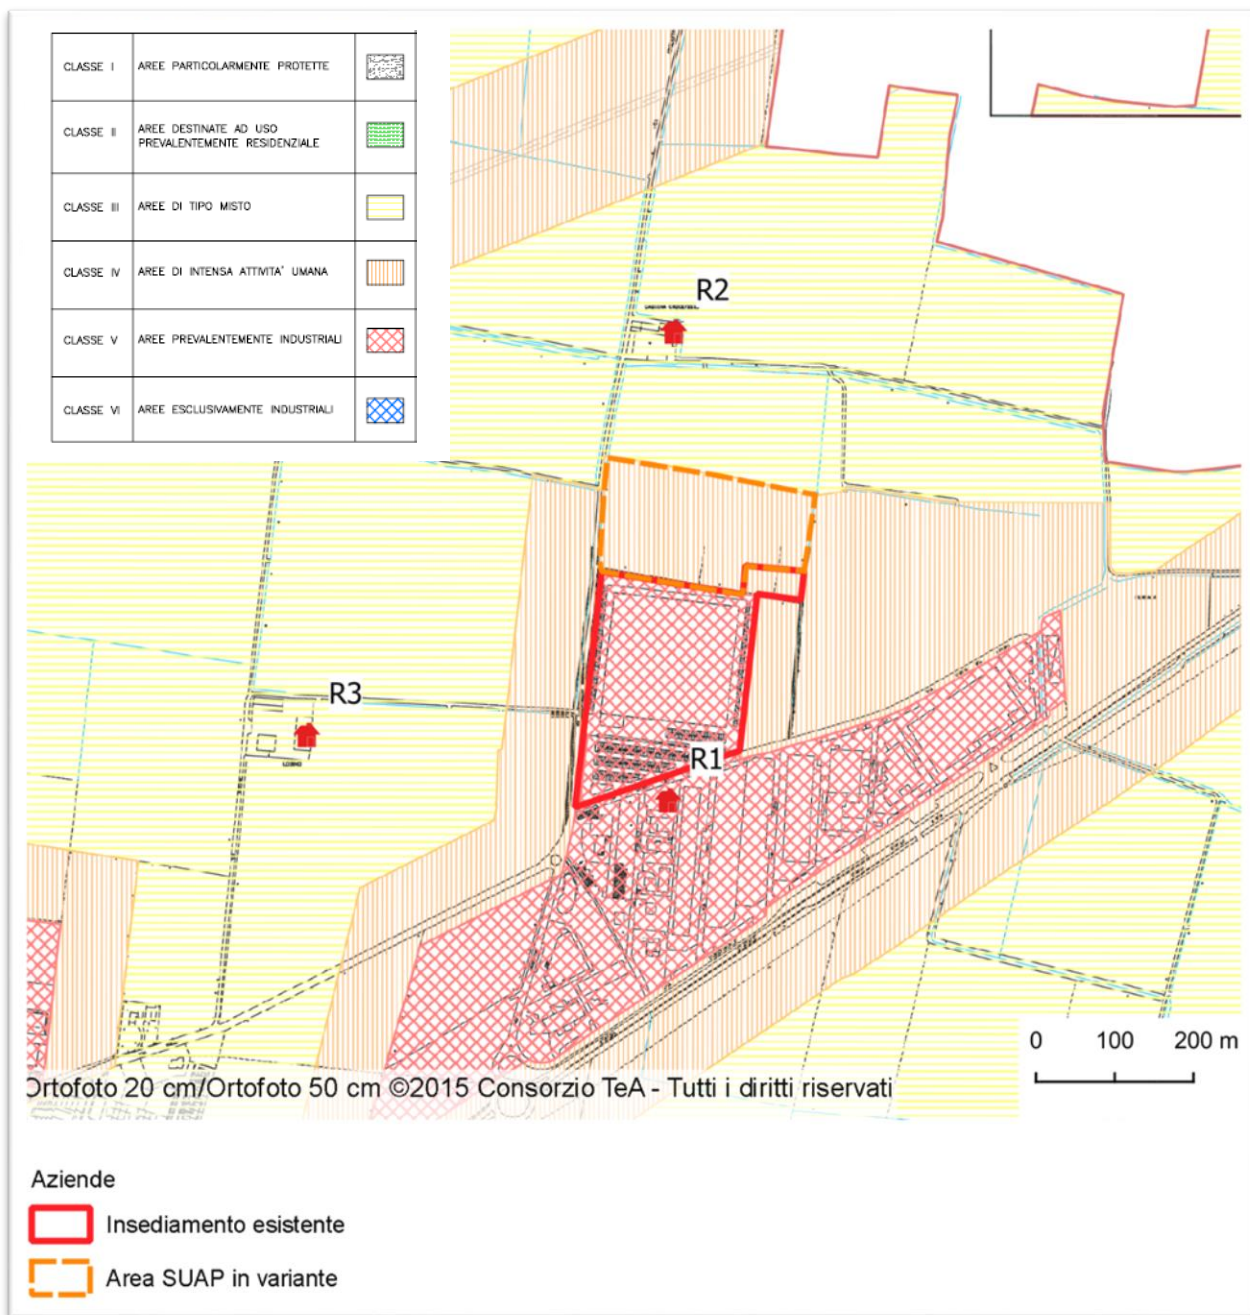 CLASSE I AREE PARTICOLARMENTE PROTETTE
CLASSE II AREE DESTINATE AD USO
PREVALENTEMENTE RESIDENZIALE
CLASSE III AREE DI TIPO MISTO
CLASSE IV AREE DI INTENSA ATTIVITA' UMANA
CLASSE V AREE PREVALENTEMENTE INDUSTRIALI
CLASSE VI AREE ESCLUSIVAMENTE INDUSTRIALI
R2
R3
R1
0 100 200 m
Ortofoto 20 cm/Ortofoto 50 cm ©2015 Consorzio TeA - Tutti i diritti riservati
Aziende
Insediamento esistente
Area SUAP in variante